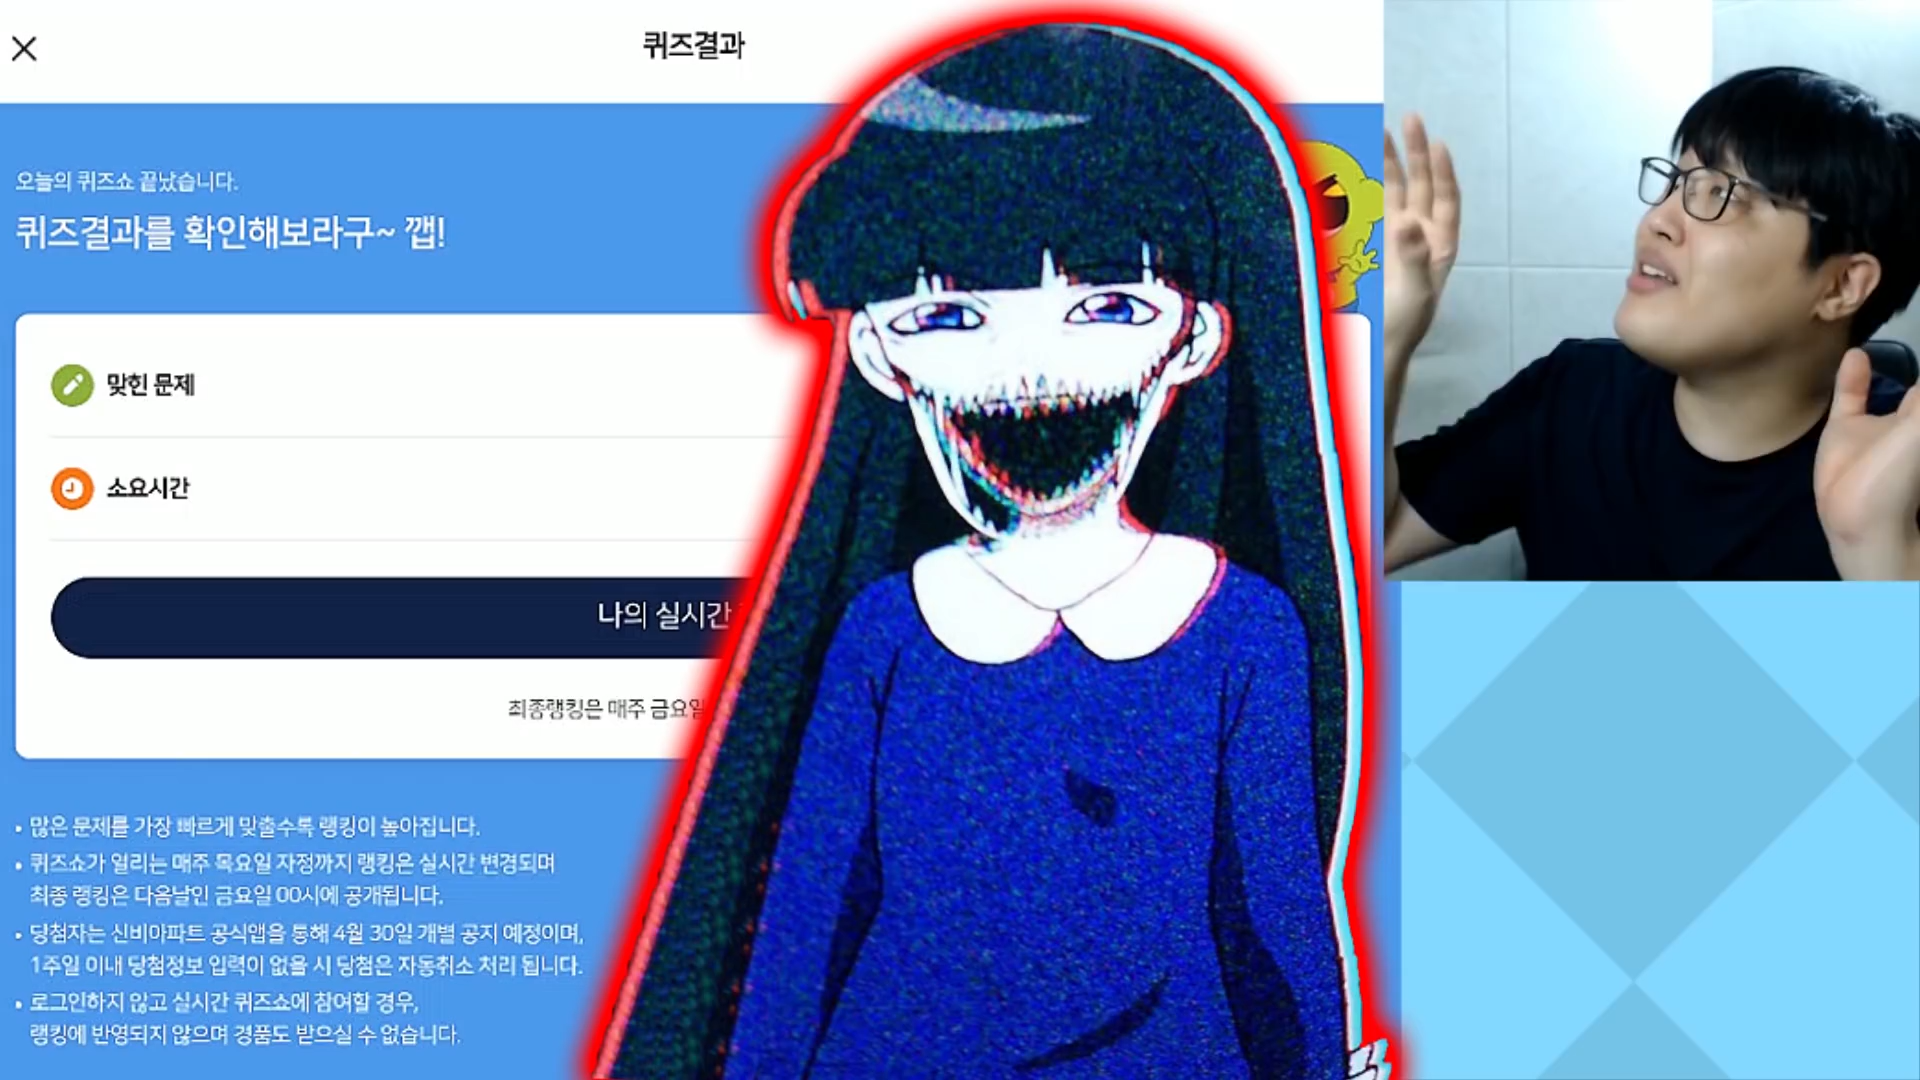 퀴즈결과
오늘의 퀴즈쇼 끝났습니다.
퀴즈결과를 확인해보라구~ 깹!
맞힌 문제
소요시간
나의 실시간
최종랭킹은 매주 금요일
• 많은 문제를 가장 빠르게 맞출수록 랭킹이 높아집니다.
• 퀴즈쇼가 열리는 매주 목요일 자정까지 랭킹은 실시간 변경되며
최종 랭킹은 다음날인 금요일 00시에 공개됩니다.
• 당첨자는 신비아파트 공식앱을 통해 4월 30일 개별 공지 예정이며,
1주일 이내 당첨정보 입력이 없을 시 당첨은 자동취소 처리 됩니다.
• 로그인하지 않고 실시간 퀴즈쇼에 참여할 경우,
랭킹에 반영되지 않으며 경품도 받으실 수 없습니다.